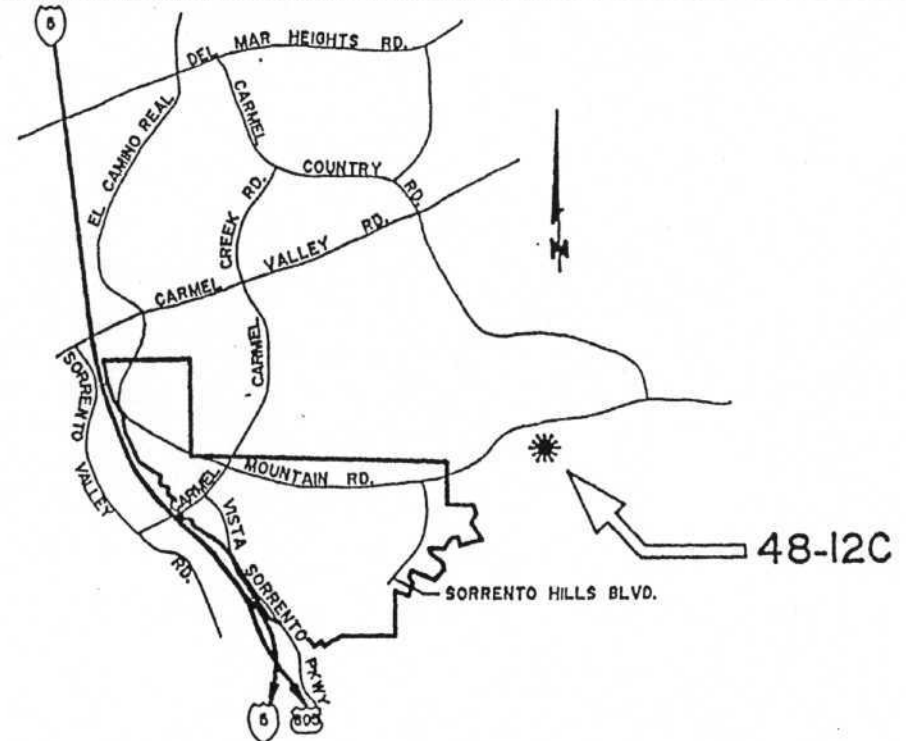 5
DEL MAR HEIGHTS RD.
EL CAMINO REAL
CARMEL
COUNTRY
RD.
CREEK RD.
CARMEL VALLEY RD.
CARMEL
N
SORRENTO
VALLEY
RD.
CARMEL
MOUNTAIN RD.
VISTA
SORRENTO
PKWY
48-12C
SORRENTO HILLS BLVD.
5
805